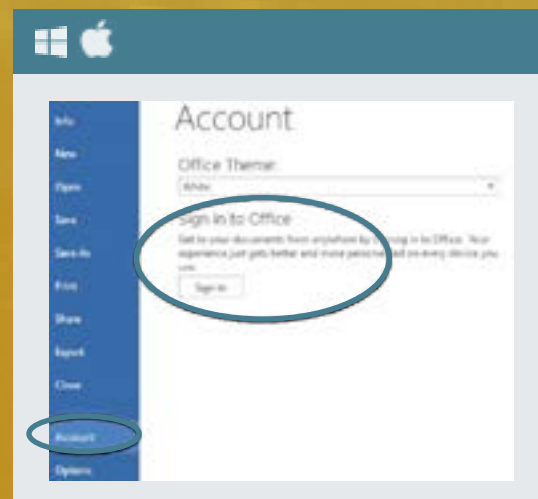 Account
Info
New
Open
Save
Save As
Print
Share
Export
Close
Account
Options
Office Theme:
White
Sign in to Office
Get to your documents from anywhere by signing in to Office. Your
experience just gets better and more personalized on every device you
use.
Sign In